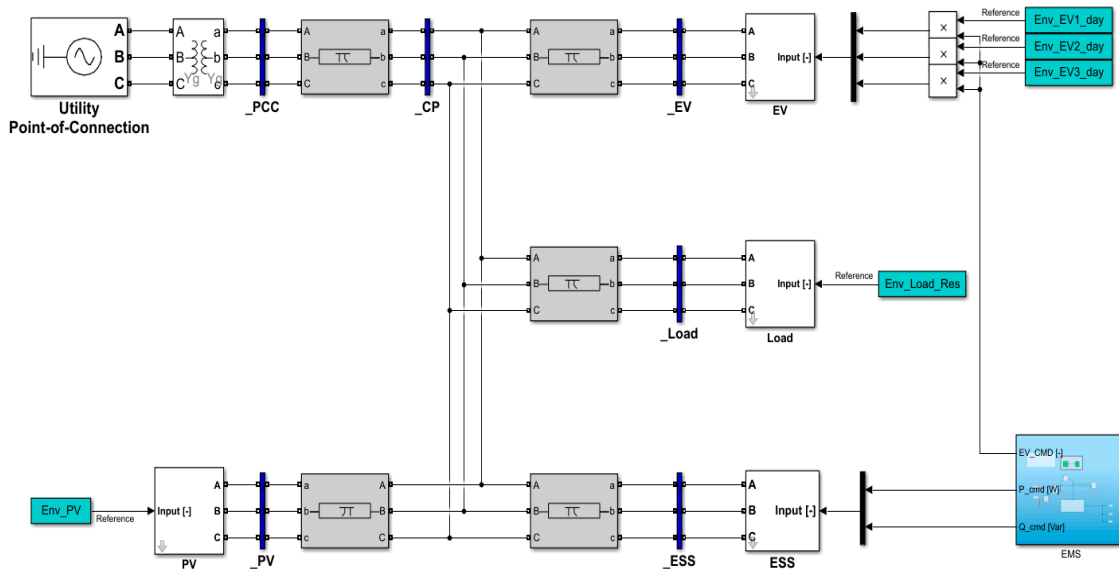 A A a A a A a A Reference Env_EV1_day
B B b B b B b B Input [-] × Reference Env_EV2_day
C C c C c C c C × Reference Env_EV3_day
Yg Yg
Utility
Point-of-Connection
_PCC
_CP
_EV
EV
A a A Reference
B b B Input [-] Env_Load_Res
C c C
_Load
Load
EV_CMD [-]
P_cmd [W]
Q_cmd [Var]
EMS
Env_PV Reference Input [-] A a A A a A
B b B B b B Input [-]
C c C C c C
PV
_PV
_ESS
ESS